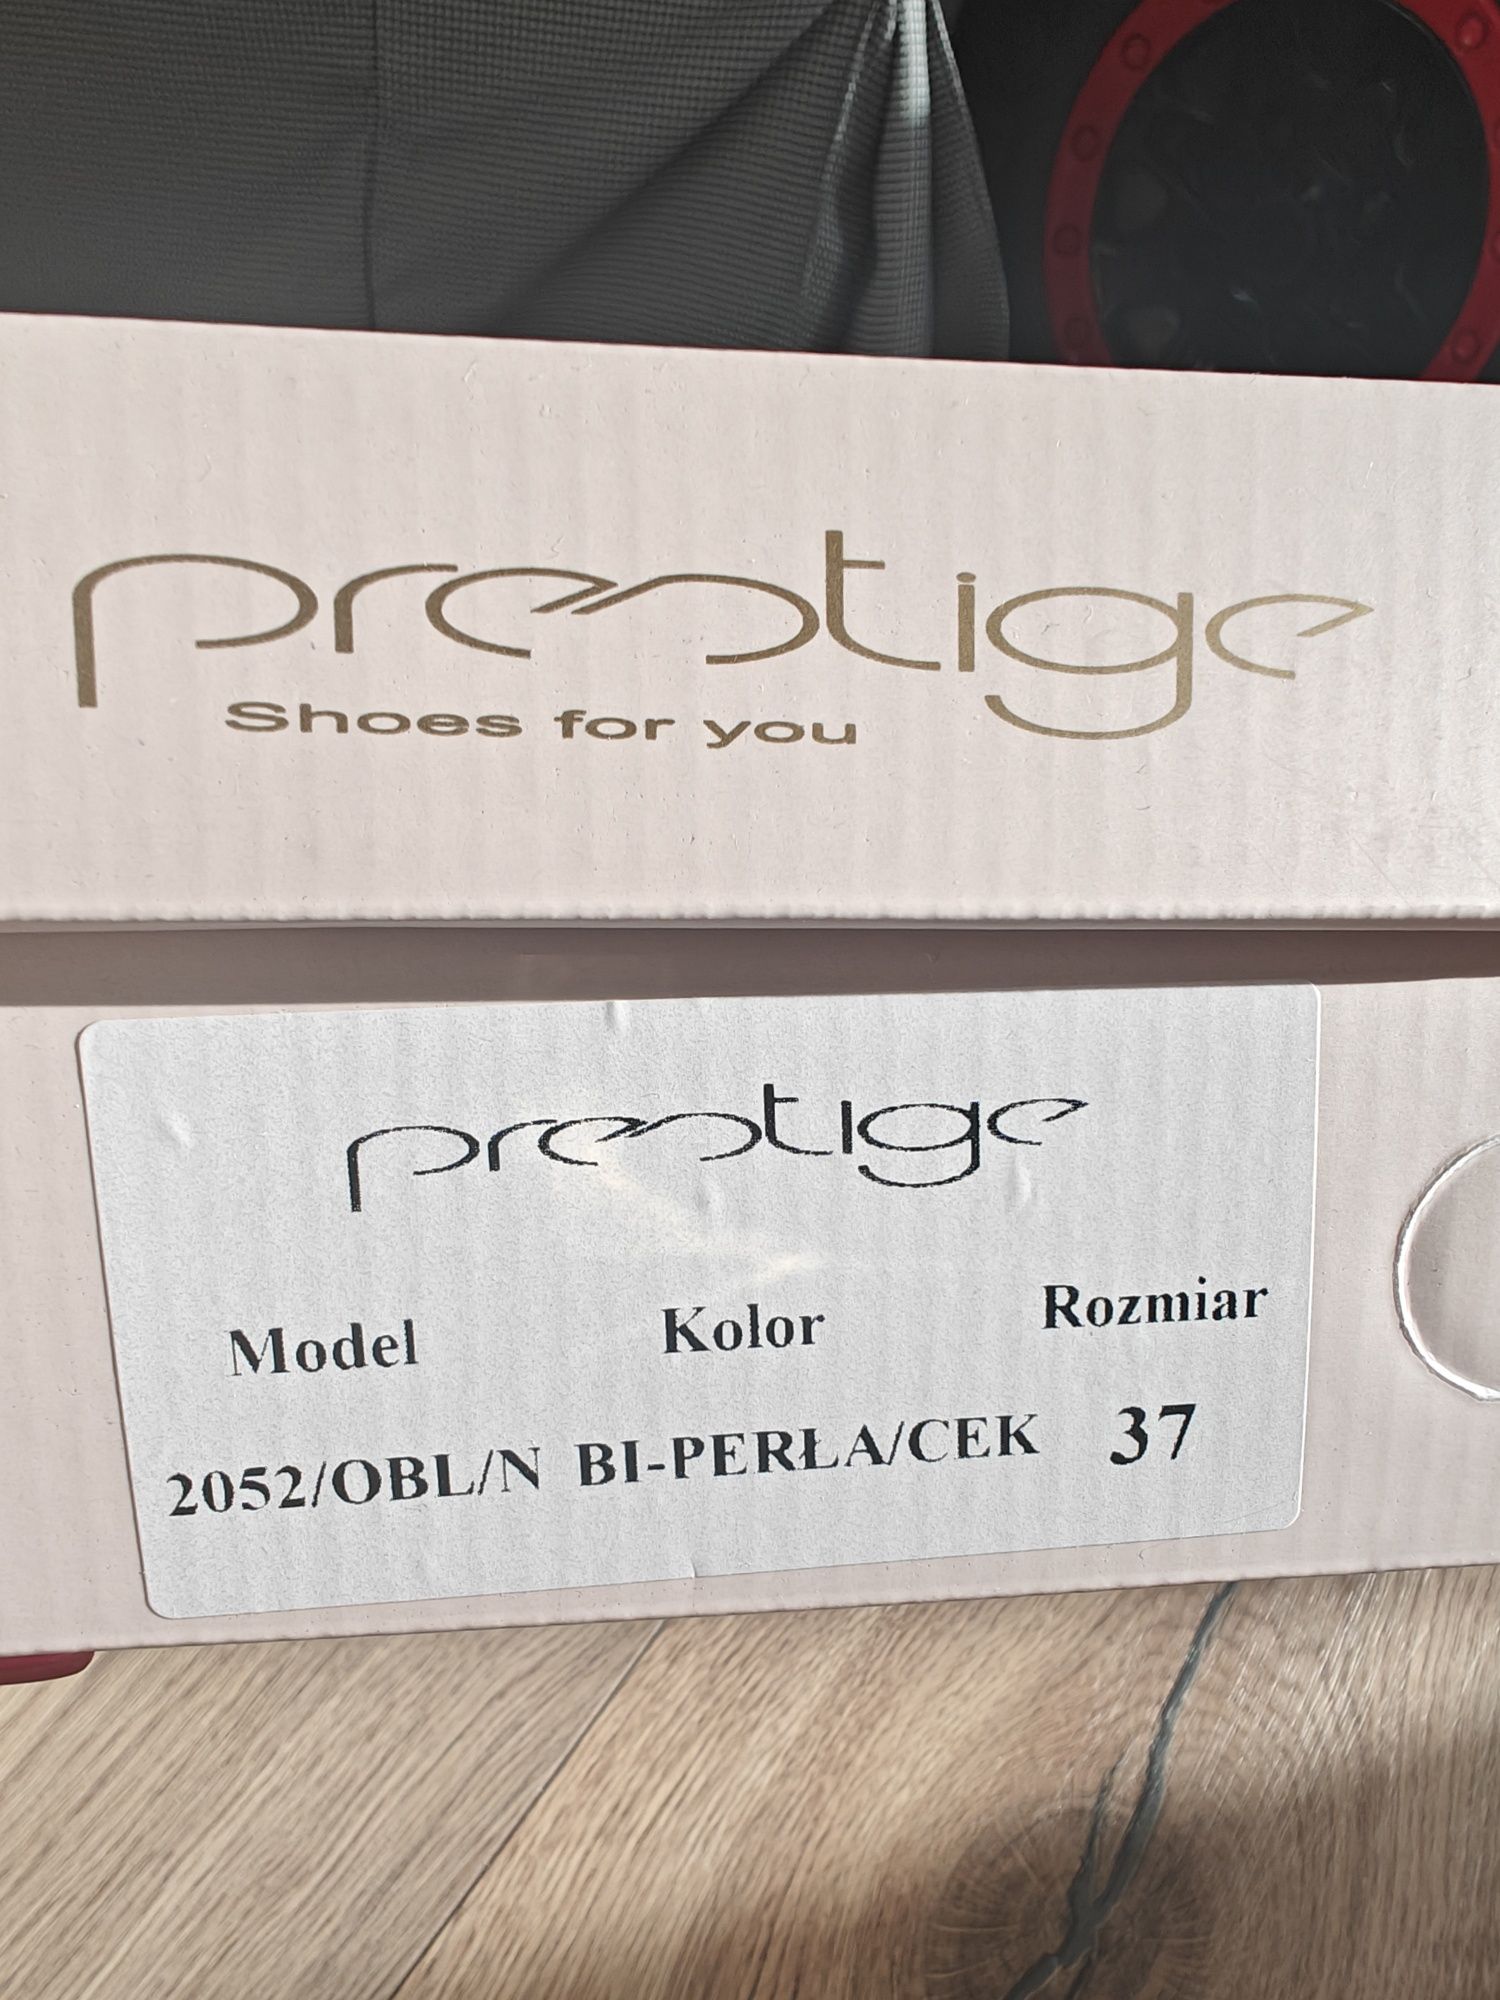 prestige
Shoes for you
prestige
Model Kolor Rozmiar
2052/OBL/N BI-PERŁA/CEK 37